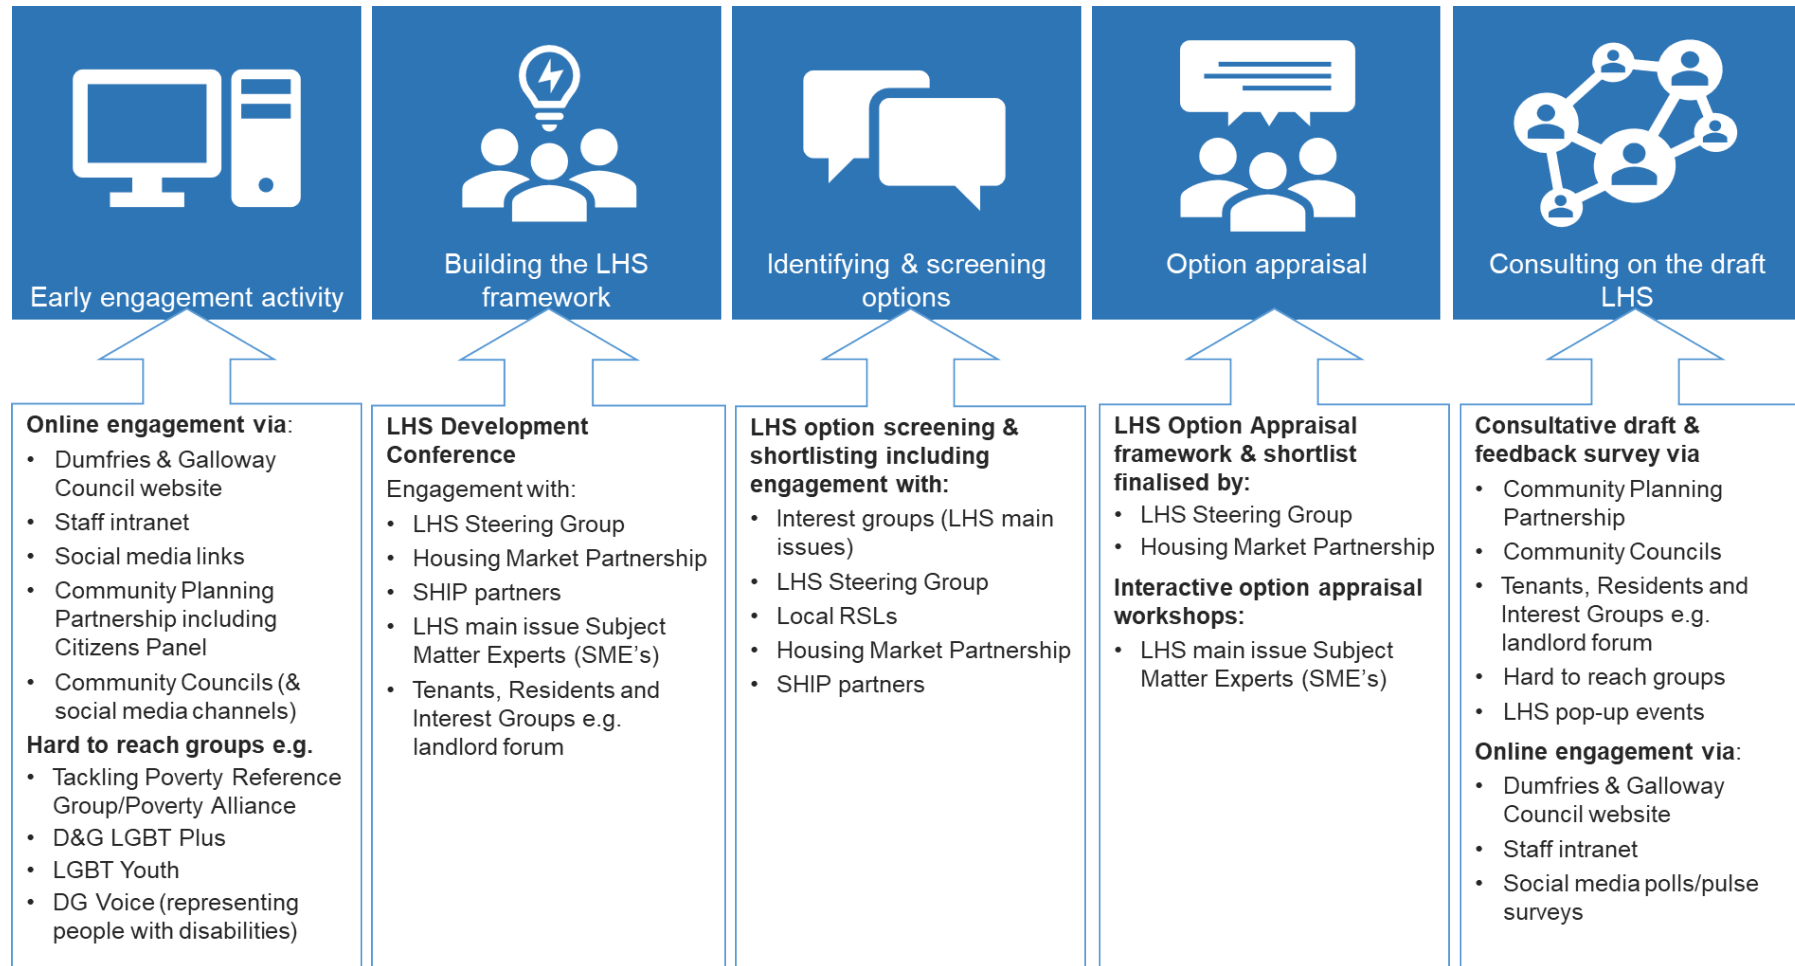 Early engagement activity
Building the LHS
framework
Identifying & screening
options
Option appraisal
Consulting on the draft
LHS
Online engagement via:
• Dumfries & Galloway
Council website
• Staff intranet
• Social media links
• Community Planning
Partnership including
Citizens Panel
• Community Councils (&
social media channels)
Hard to reach groups e.g.
• Tackling Poverty Reference
Group/Poverty Alliance
• D&G LGBT Plus
• LGBT Youth
• DG Voice (representing
people with disabilities)
LHS Development
Conference
Engagement with:
• LHS Steering Group
• Housing Market Partnership
• SHIP partners
• LHS main issue Subject
Matter Experts (SME's)
• Tenants, Residents and
Interest Groups e.g.
landlord forum
LHS option screening &
shortlisting including
engagement with:
• Interest groups (LHS main
issues)
• LHS Steering Group
• Local RSLs
• Housing Market Partnership
• SHIP partners
LHS Option Appraisal
framework & shortlist
finalised by:
• LHS Steering Group
• Housing Market Partnership
Interactive option appraisal
workshops:
• LHS main issue Subject
Matter Experts (SME's)
Consultative draft &
feedback survey via
• Community Planning
Partnership
• Community Councils
• Tenants, Residents and
Interest Groups e.g.
landlord forum
• Hard to reach groups
• LHS pop-up events
Online engagement via:
• Dumfries & Galloway
Council website
• Staff intranet
• Social media polls/pulse
surveys